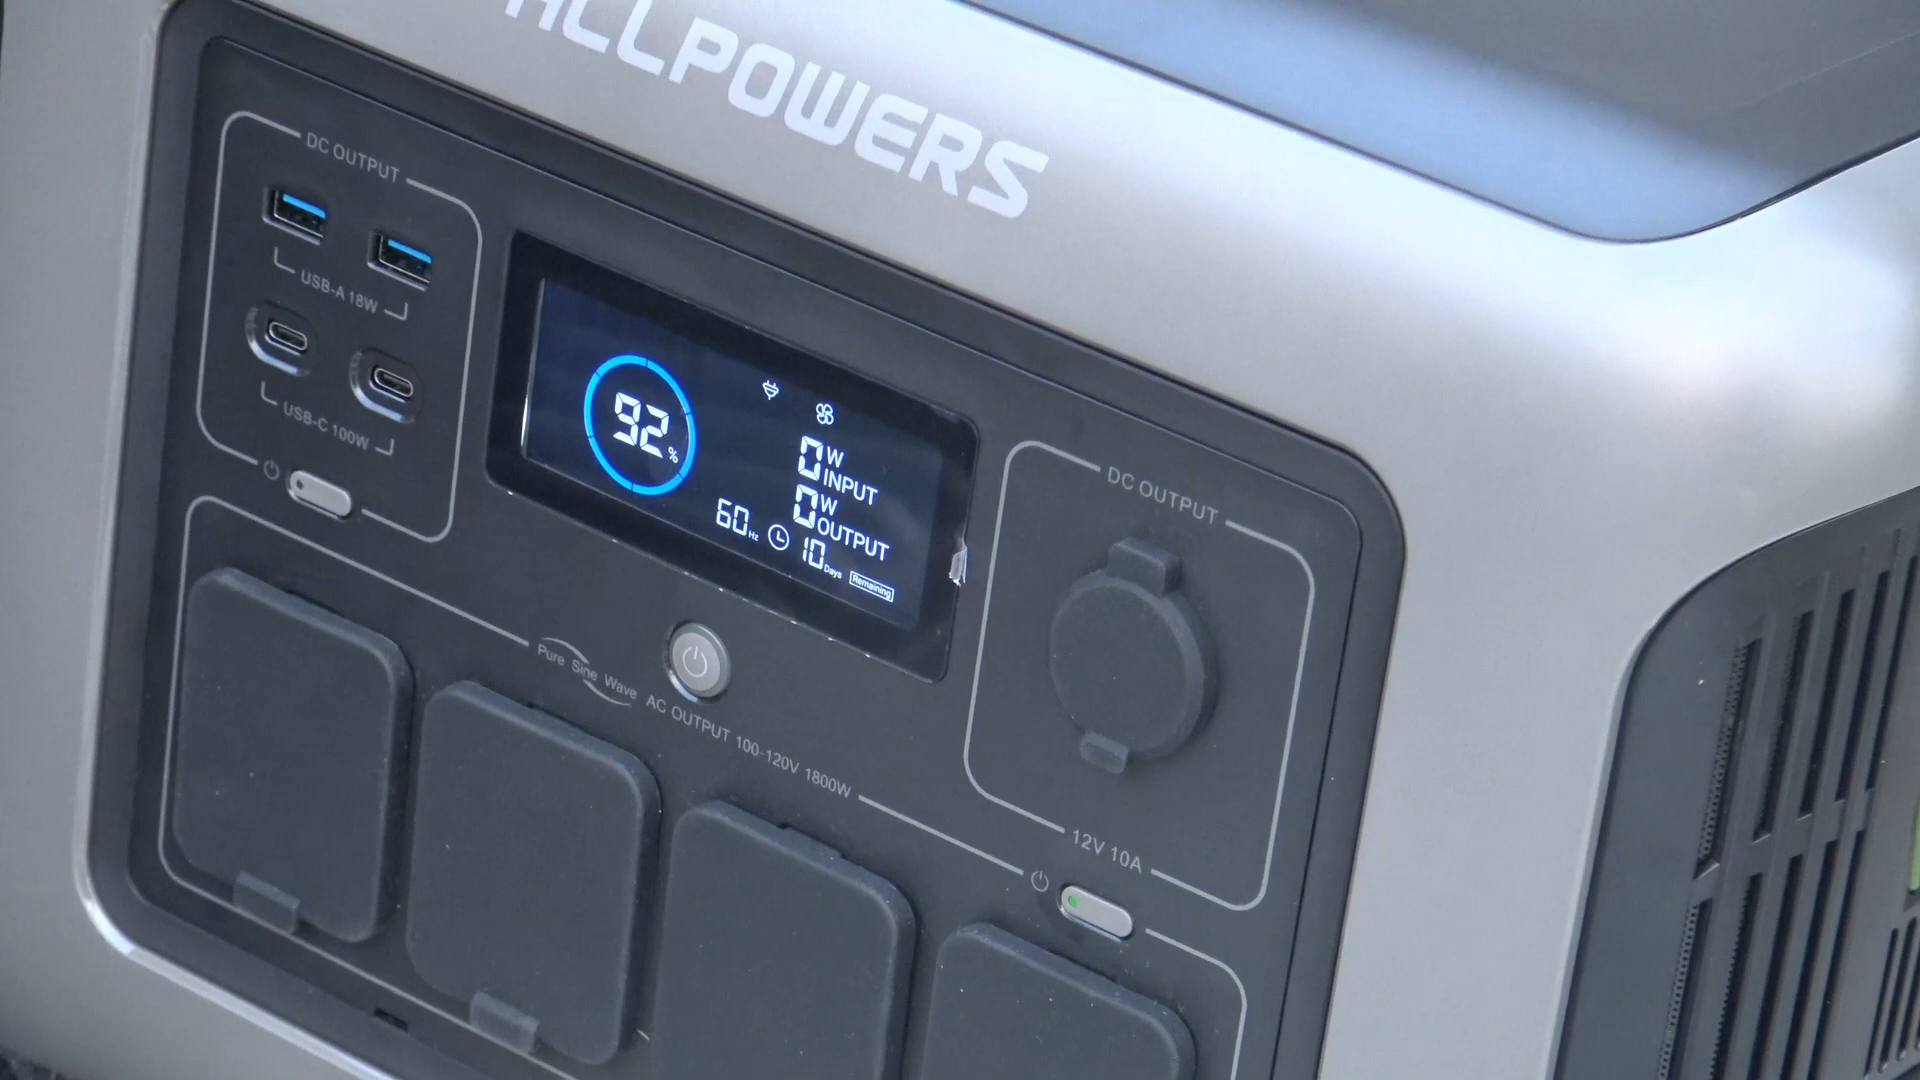 ALLPOWERS
DC OUTPUT
USB-A 18W
USB-C 100W
92%
0W
INPUT
0W
OUTPUT
60Hz
10Days Remaining
DC OUTPUT
12V 10A
Pure Sine Wave
AC OUTPUT 100-120V 1800W